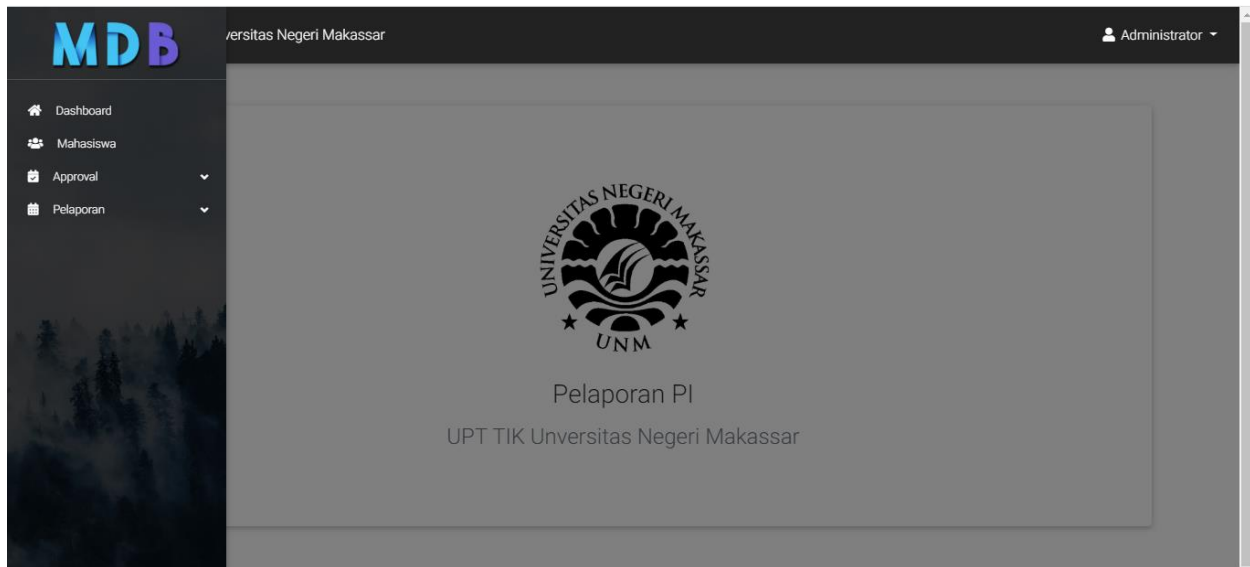 MDB
versitas Negeri Makassar
Administrator
Dashboard
Mahasiswa
Approval
Pelaporan
UNIVERSITAS NEGERI MAKASSAR
UNM
Pelaporan PI
UPT TIK Unversitas Negeri Makassar